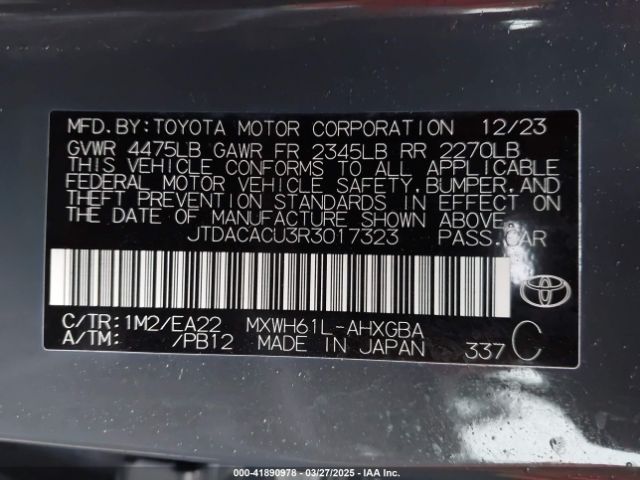 MFD. BY: TOYOTA MOTOR CORPORATION 12/23
GVWR 4475LB GAWR FR 2345LB RR 2270LB
THIS VEHICLE CONFORMS TO ALL APPLICABLE
FEDERAL MOTOR VEHICLE SAFETY, BUMPER, AND
THEFT PREVENTION STANDARDS IN EFFECT ON
THE DATE OF MANUFACTURE SHOWN ABOVE.
JTDACACU3R3017323 PASS. CAR
C/TR: 1M2/EA22 MXWH61L-AHXGBA
A/TM: /PB12 MADE IN JAPAN 337 C
000-41890978 - 03/27/2025 - IAA Inc.